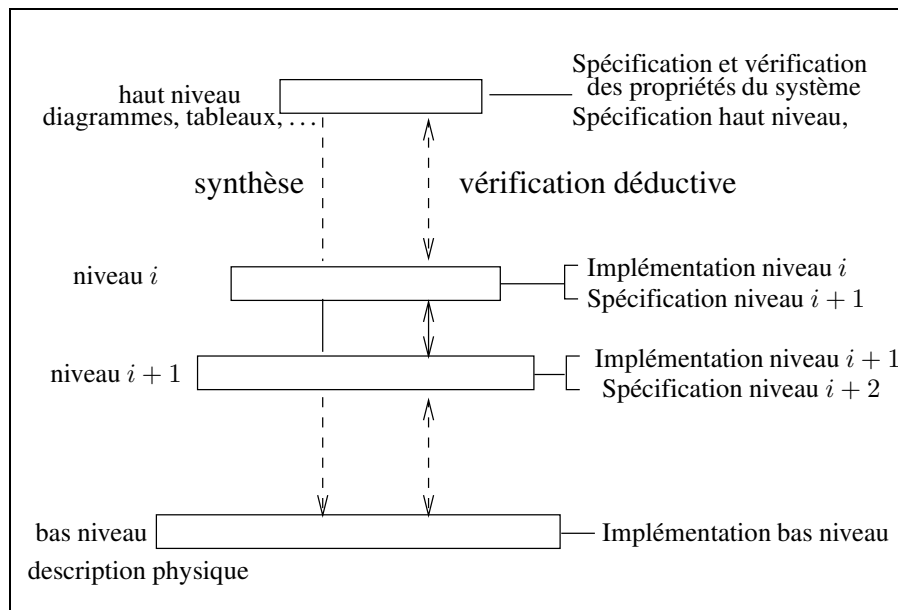 haut niveau
diagrammes, tableaux, …
Spécification et vérification
des propriétés du système
Spécification haut niveau,
synthèse
vérification déductive
niveau i
Implémentation niveau i
Spécification niveau i + 1
niveau i + 1
Implémentation niveau i + 1
Spécification niveau i + 2
bas niveau
Implémentation bas niveau
description physique